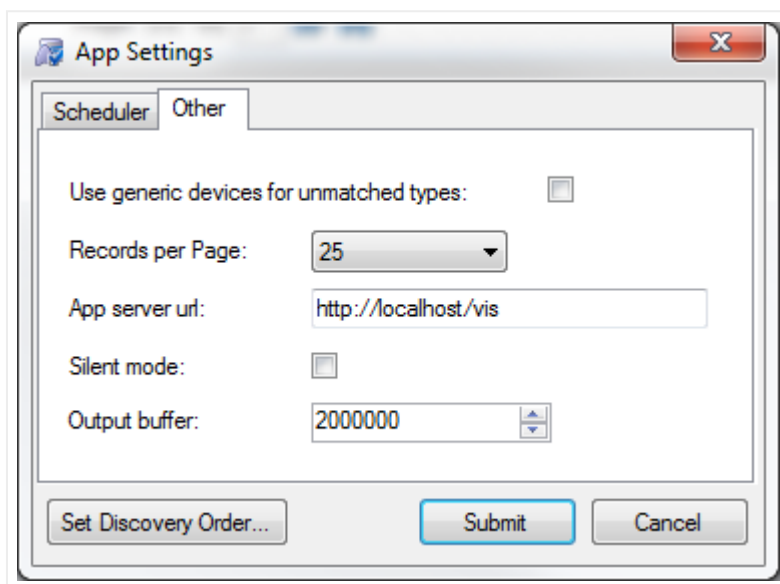 App Settings
Scheduler Other
Use generic devices for unmatched types:
Records per Page: 25
App server url: http://localhost/vis
Silent mode:
Output buffer: 2000000
Set Discovery Order... Submit Cancel